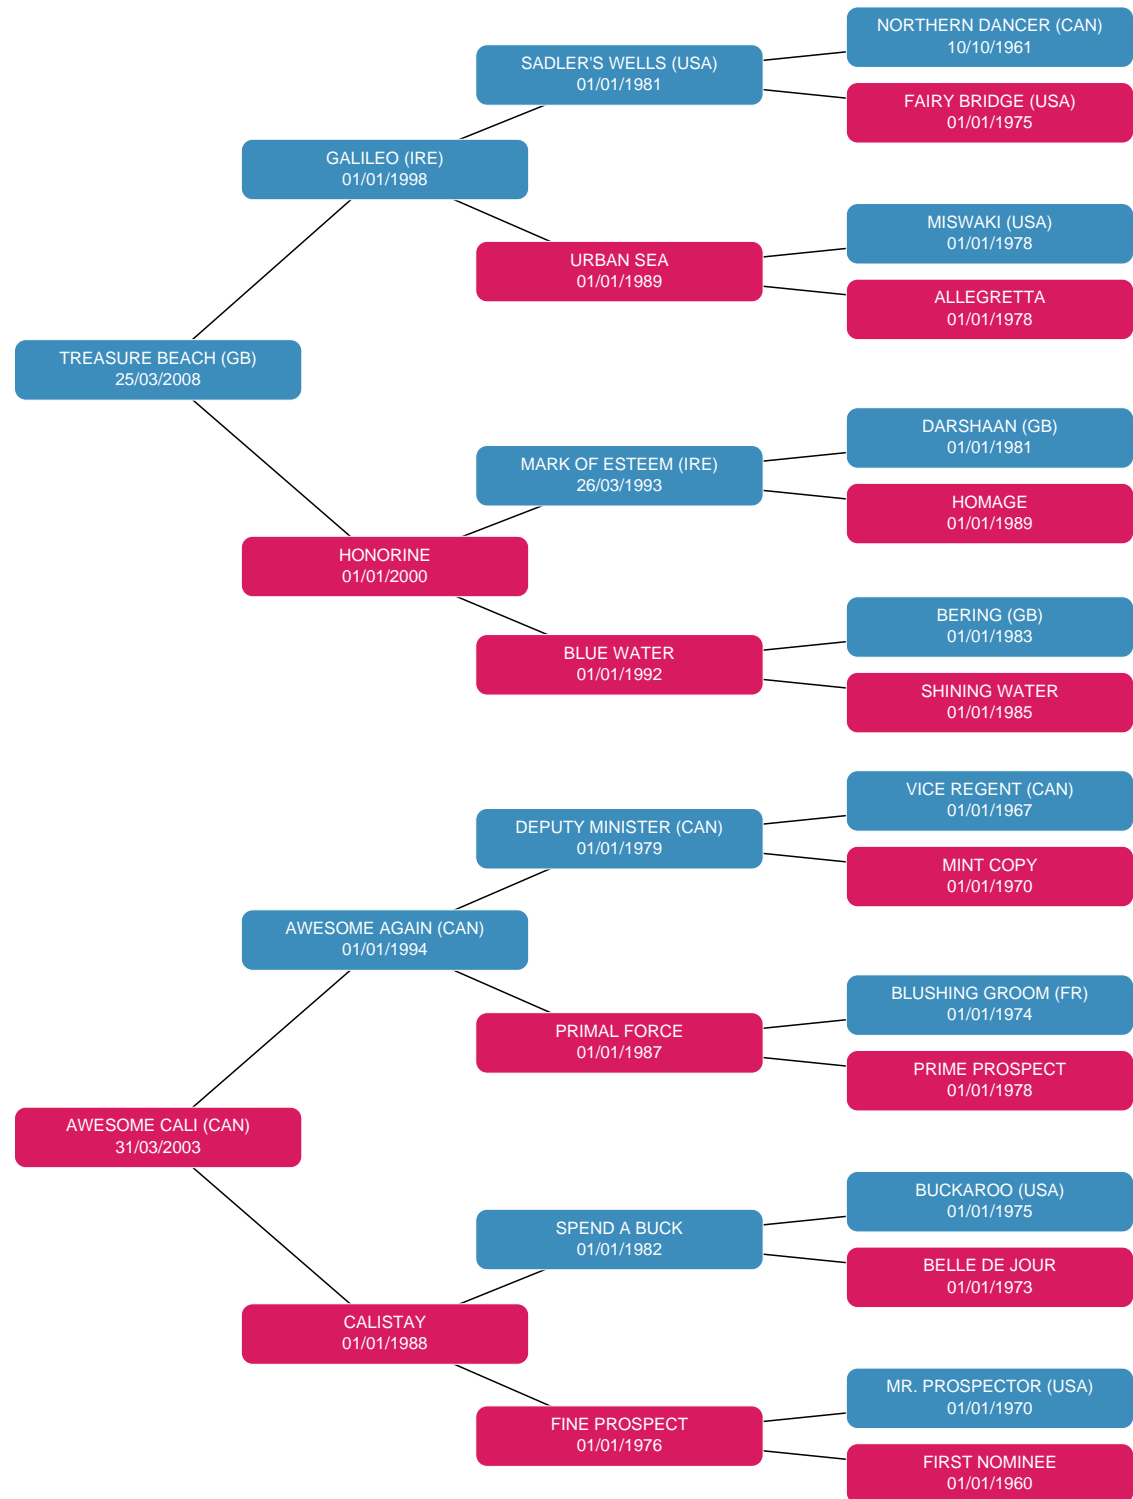 NORTHERN DANCER (CAN)
10/10/1961
SADLER'S WELLS (USA)
01/01/1981
FAIRY BRIDGE (USA)
01/01/1975
GALILEO (IRE)
01/01/1998
MISWAKI (USA)
01/01/1978
URBAN SEA
01/01/1989
ALLEGRETTA
01/01/1978
TREASURE BEACH (GB)
25/03/2008
DARSHAAN (GB)
01/01/1981
MARK OF ESTEEM (IRE)
26/03/1993
HOMAGE
01/01/1989
HONORINE
01/01/2000
BERING (GB)
01/01/1983
BLUE WATER
01/01/1992
SHINING WATER
01/01/1985
VICE REGENT (CAN)
01/01/1967
DEPUTY MINISTER (CAN)
01/01/1979
MINT COPY
01/01/1970
AWESOME AGAIN (CAN)
01/01/1994
BLUSHING GROOM (FR)
01/01/1974
PRIMAL FORCE
01/01/1987
PRIME PROSPECT
01/01/1978
AWESOME CALI (CAN)
31/03/2003
BUCKAROO (USA)
01/01/1975
SPEND A BUCK
01/01/1982
BELLE DE JOUR
01/01/1973
CALISTAY
01/01/1988
MR. PROSPECTOR (USA)
01/01/1970
FINE PROSPECT
01/01/1976
FIRST NOMINEE
01/01/1960